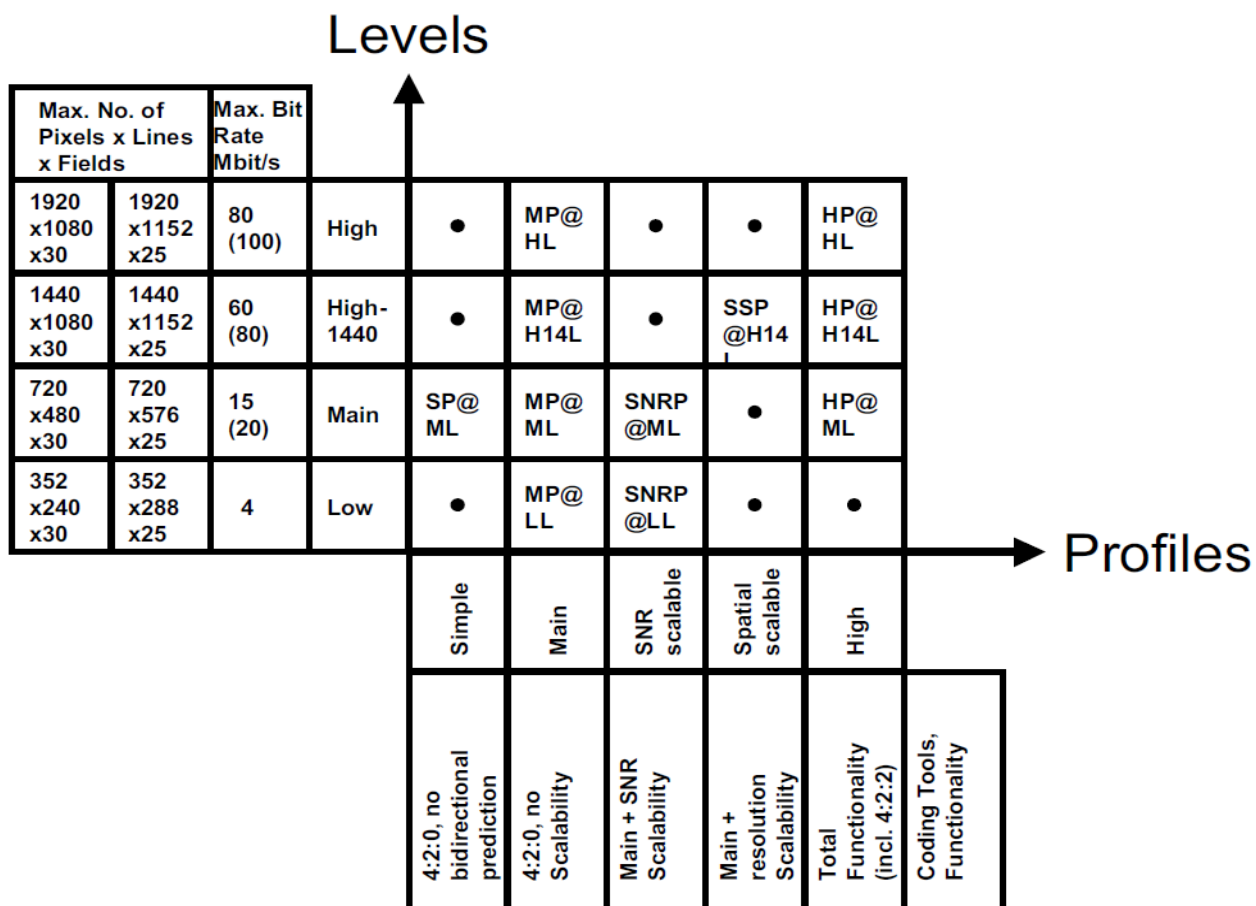 Levels
Max. No. of
Pixels x Lines
x Fields
Max. Bit
Rate
Mbit/s
1920
x1080
x30
1920
x1152
x25
80
(100)
High
•
MP@
HL
•
•
HP@
HL
1440
x1080
x30
1440
x1152
x25
60
(80)
High-
1440
•
MP@
H14L
•
SSP
@H14
L
HP@
H14L
720
x480
x30
720
x576
x25
15
(20)
Main
SP@
ML
MP@
ML
SNRP
@ML
•
HP@
ML
352
x240
x30
352
x288
x25
4
Low
•
MP@
LL
SNRP
@LL
•
•
Profiles
Simple
Main
SNR
scalable
Spatial
scalable
High
4:2:0, no
bidirectional
prediction
4:2:0, no
Scalability
Main + SNR
Scalability
Main +
resolution
Scalability
Total
Functionality
(incl. 4:2:2)
Coding Tools,
Functionality